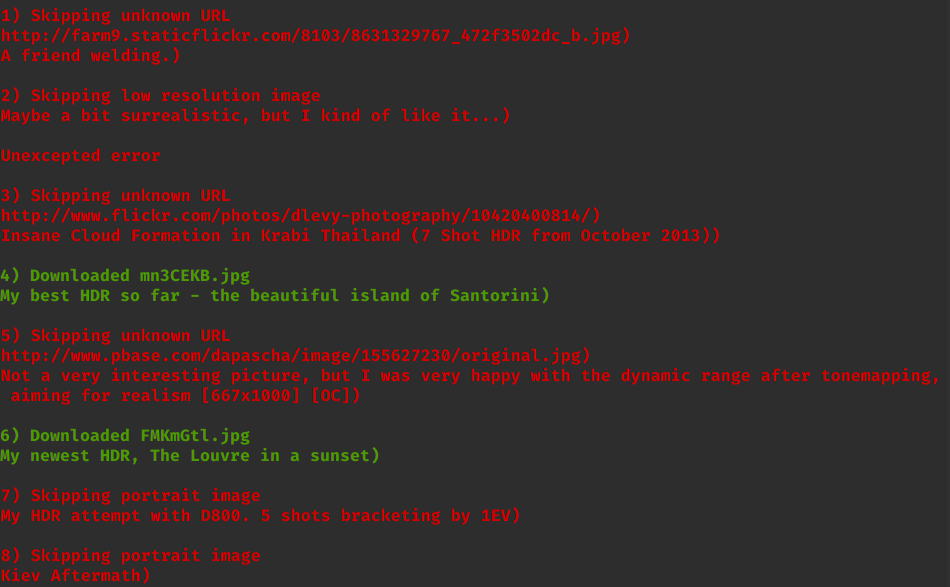 1) Skipping unknown URL
http://farm9.staticflickr.com/8103/8631329767_472f3502dc_b.jpg)
A friend welding.)
2) Skipping low resolution image
Maybe a bit surrealistic, but I kind of like it...)
Unexcepted error
3) Skipping unknown URL
http://www.flickr.com/photos/dlevy-photography/10420400814/)
Insane Cloud Formation in Krabi Thailand (7 Shot HDR from October 2013))
4) Downloaded mn3CEKB.jpg
My best HDR so far - the beautiful island of Santorini)
5) Skipping unknown URL
http://www.pbase.com/dapascha/image/155627230/original.jpg)
Not a very interesting picture, but I was very happy with the dynamic range after tonemapping,
 aiming for realism [667x1000] [OC])
6) Downloaded FMKmGtl.jpg
My newest HDR, The Louvre in a sunset)
7) Skipping portrait image
My HDR attempt with D800. 5 shots bracketing by 1EV)
8) Skipping portrait image
Kiev Aftermath)